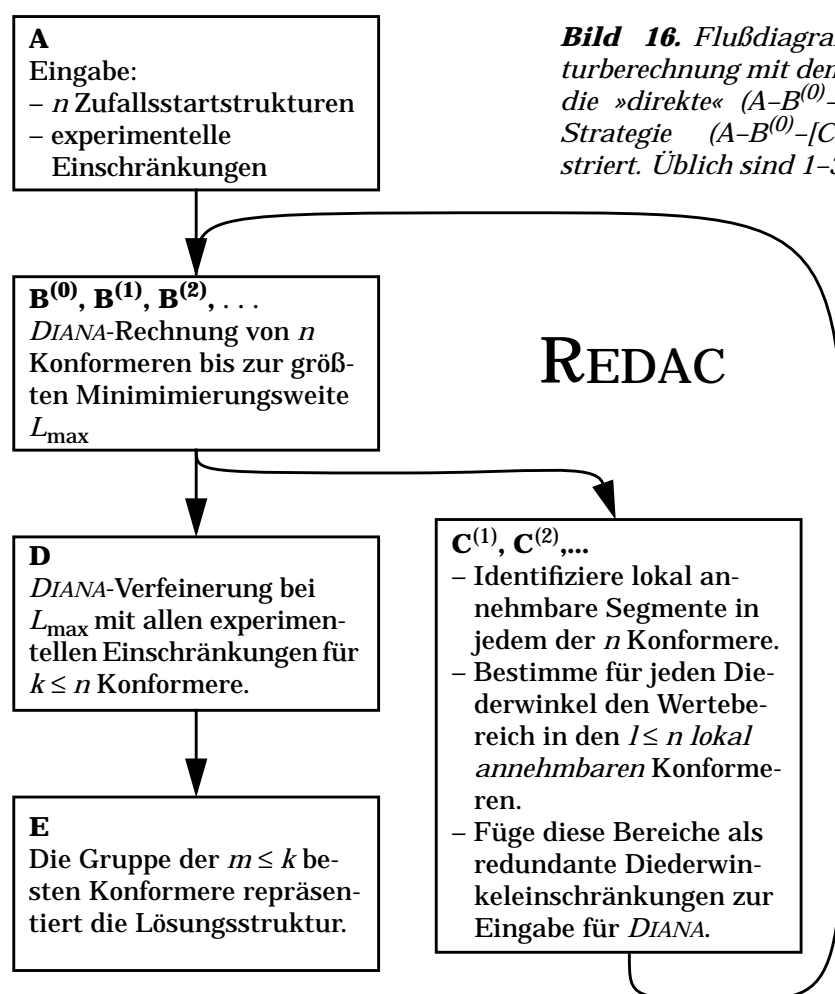 A
Eingabe:
– n Zufallsstartstrukturen
– experimentelle
Einschränkungen
Bild 16. Flußdiagra
turberechnung mit den
die »direkte« (A–B(0)–
Strategie (A–B(0)–[C
striert. Üblich sind 1–3
B(0), B(1), B(2), . . .
DIANA-Rechnung von n
Konformeren bis zur größ-
ten Minimimierungsweite
Lmax
REDAC
D
DIANA-Verfeinerung bei
Lmax mit allen experimen-
tellen Einschränkungen für
k ≤ n Konformere.
C(1), C(2),...
– Identifiziere lokal an-
nehmbare Segmente in
jedem der n Konformere.
– Bestimme für jeden Die-
derwinkel den Wertebe-
reich in den l ≤ n lokal
annehmbaren Konforme-
ren.
– Füge diese Bereiche als
redundante Diederwin-
keleinschränkungen zur
Eingabe für DIANA.
E
Die Gruppe der m ≤ k be-
sten Konformere repräsen-
tiert die Lösungsstruktur.